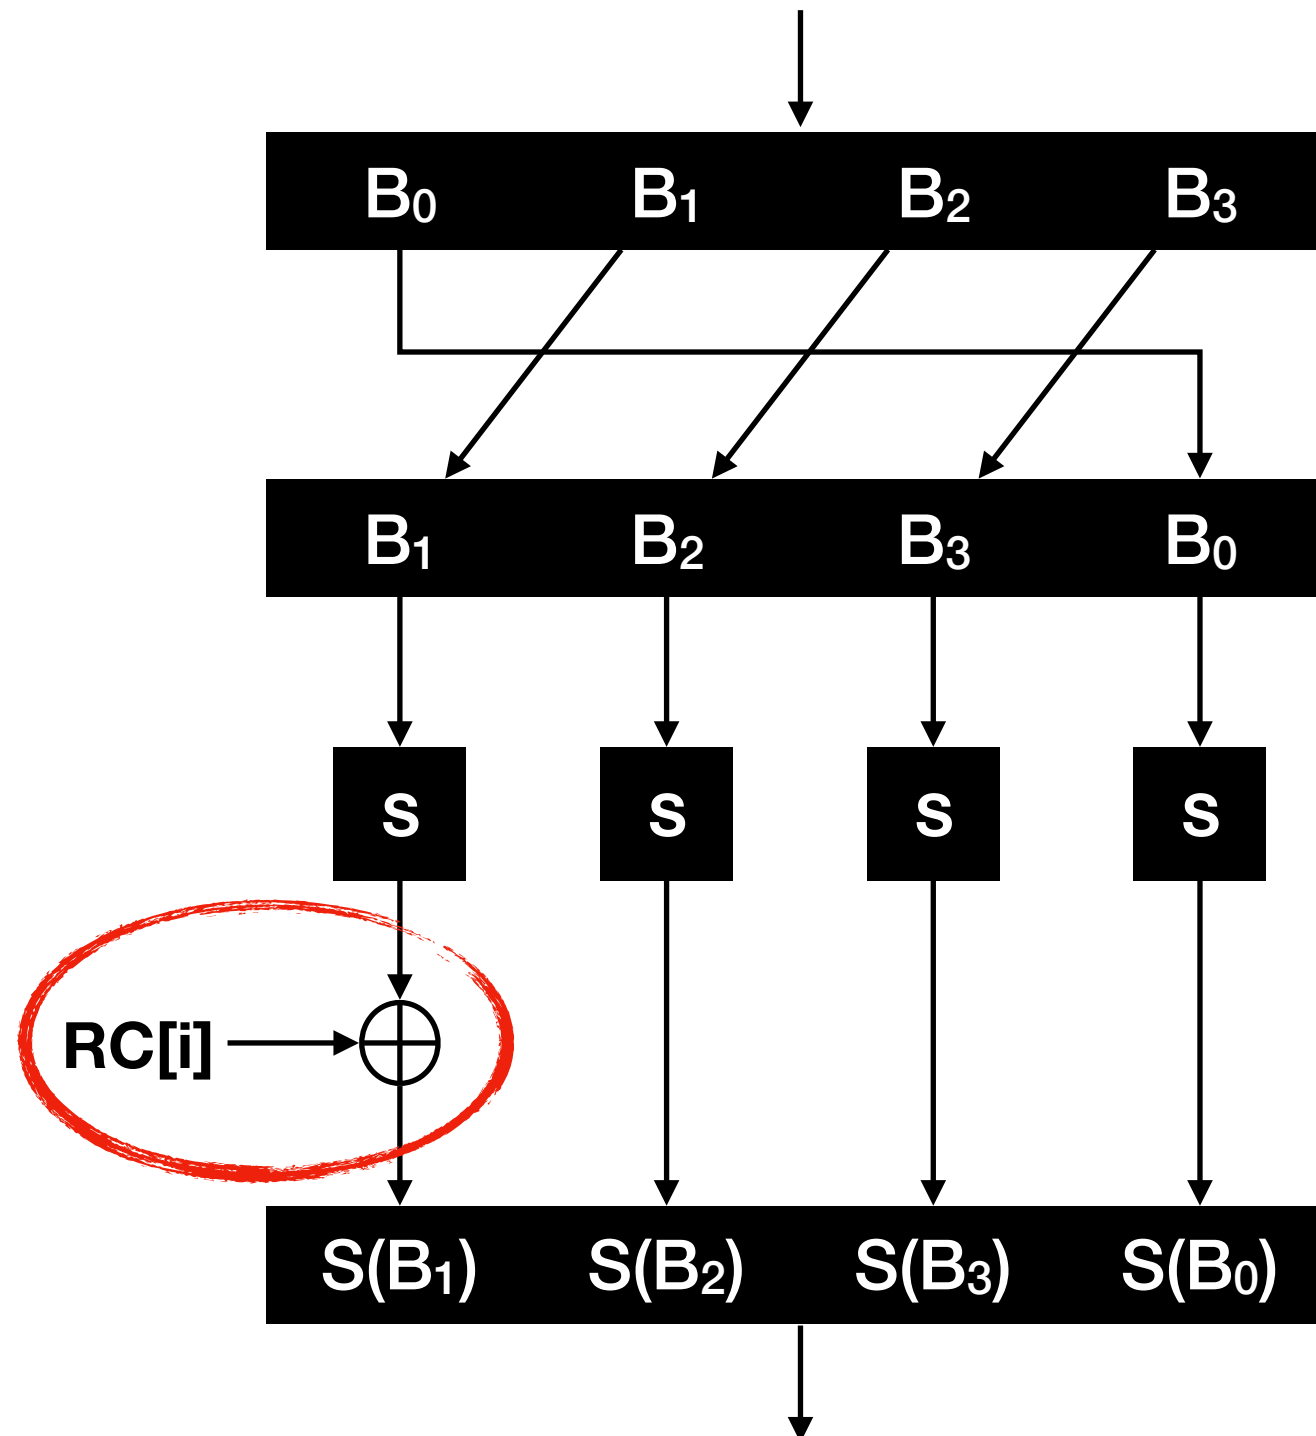 B₀ B₁ B₂ B₃
B₁ B₂ B₃ B₀
S S S S
RC[i]
S(B₁) S(B₂) S(B₃) S(B₀)